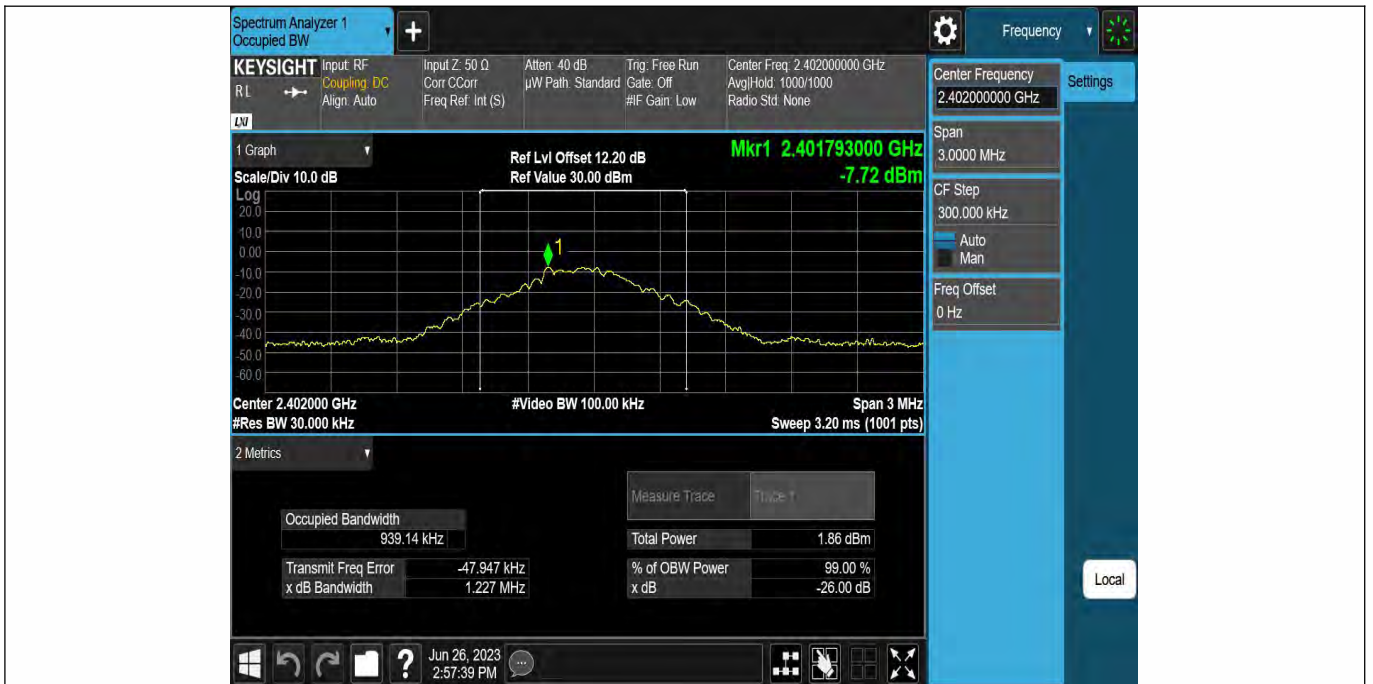 Spectrum Analyzer 1
Occupied BW
+
Frequency
KEYSIGHT
RL
LXI
Input: RF
Coupling: DC
Align: Auto
Input Z: 50 Ω
Corr CCorr
Freq Ref: Int (S)
Atten: 40 dB
µW Path: Standard
Trig: Free Run
Gate: Off
#IF Gain: Low
Center Freq: 2.402000000 GHz
Avg|Hold: 1000/1000
Radio Std: None
1 Graph
Scale/Div 10.0 dB
Ref Lvl Offset 12.20 dB
Ref Value 30.00 dBm
Mkr1 2.401793000 GHz
-7.72 dBm
Log
20.0
10.0
0.00
-10.0
-20.0
-30.0
-40.0
-50.0
-60.0
1
Center 2.402000 GHz
#Video BW 100.00 kHz
Span 3 MHz
#Res BW 30.000 kHz
Sweep 3.20 ms (1001 pts)
2 Metrics
Measure Trace Trace 1
Occupied Bandwidth
939.14 kHz
Total Power 1.86 dBm
Transmit Freq Error -47.947 kHz
% of OBW Power 99.00 %
x dB Bandwidth 1.227 MHz
x dB -26.00 dB
Center Frequency
2.402000000 GHz
Settings
Span
3.0000 MHz
CF Step
300.000 kHz
Auto
Man
Freq Offset
0 Hz
Local
?
Jun 26, 2023
2:57:39 PM